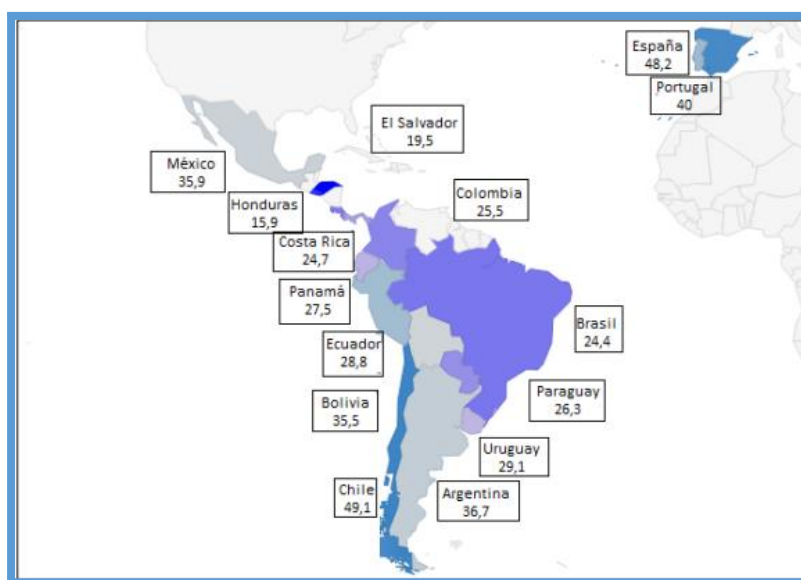 España
48,2
Portugal
40
El Salvador
19,5
México
35,9
Honduras
15,9
Colombia
25,5
Costa Rica
24,7
Panamá
27,5
Ecuador
28,8
Brasil
24,4
Bolivia
35,5
Paraguay
26,3
Uruguay
29,1
Chile
49,1
Argentina
36,7